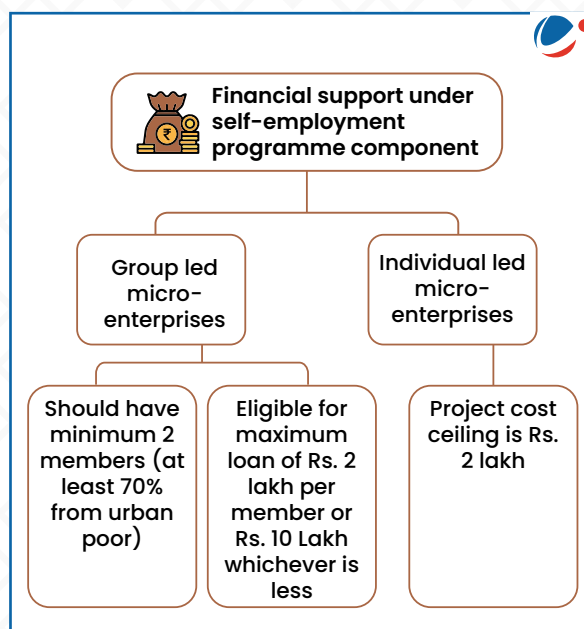 Financial support under
self-employment
programme component
₹
Group led
micro-
enterprises
Individual led
micro-
enterprises
Should have
minimum 2
members (at
least 70%
from urban
poor)
Eligible for
maximum
loan of Rs. 2
lakh per
member or
Rs. 10 Lakh
whichever is
less
Project cost
ceiling is Rs.
2 lakh